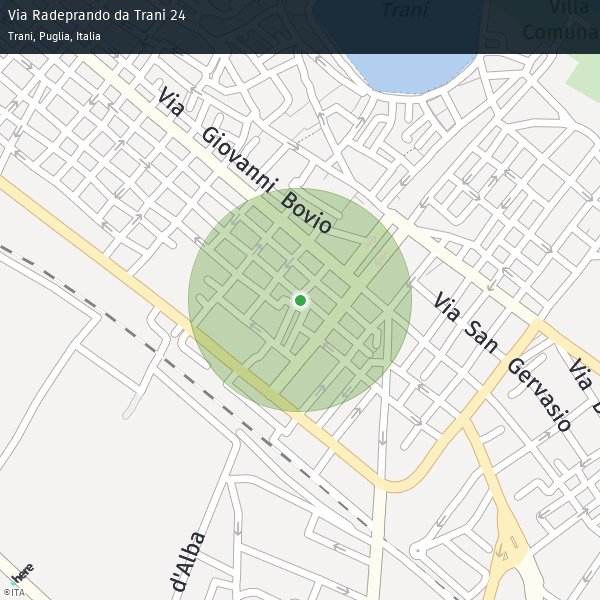 Via Radeprando da Trani 24
Trani, Puglia, Italia
Trani
Villa
Comuna
Via Giovanni Bovio
Via San Gervasio
Via
d'Alba
here
©ITA